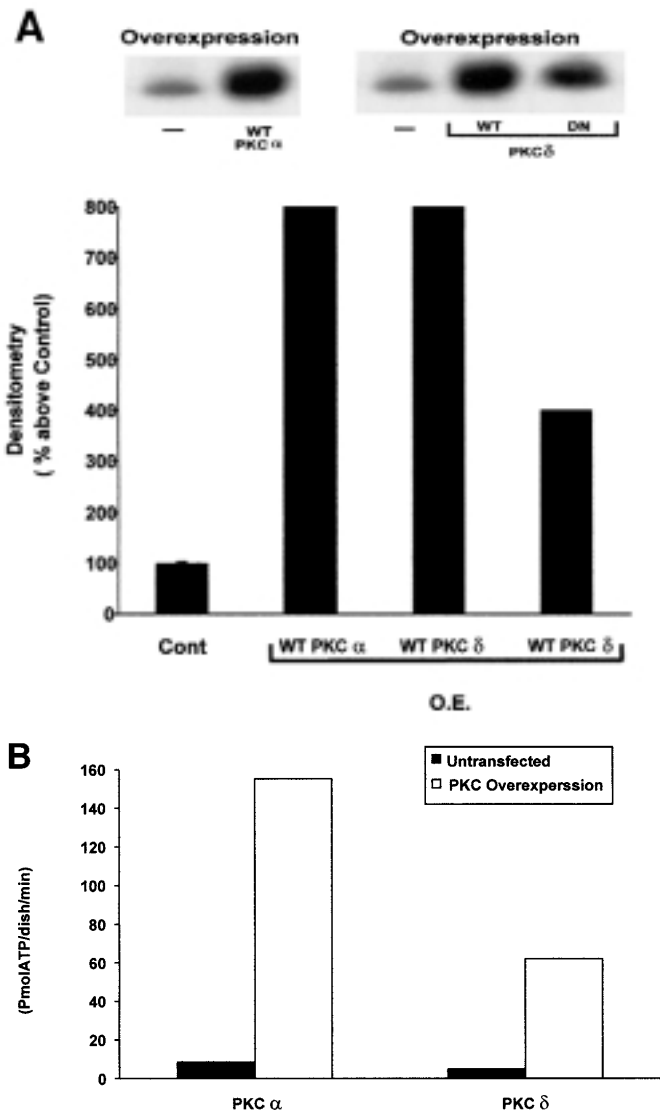 A
Overexpression
Overexpression
—
WT
PKC α
—
WT
DN
PKC δ
Densitometry
( % above Control)
800
700
600
500
400
300
200
100
0
Cont
WT PKC α
WT PKC δ
WT PKC δ
O.E.
B
Untransfected
PKC Overexperssion
(PmolATP/dish/min)
160
140
120
100
80
60
40
20
0
PKC α
PKC δ